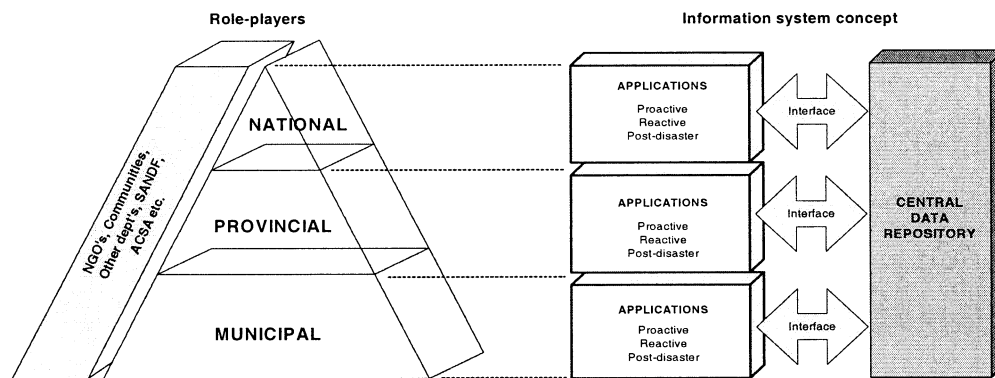 Role-players
Information system concept
NGO's, Communities,
Other dept's, SANDF,
ACSA etc.
NATIONAL
PROVINCIAL
MUNICIPAL
APPLICATIONS
Proactive
Reactive
Post-disaster
Interface
APPLICATIONS
Proactive
Reactive
Post-disaster
Interface
APPLICATIONS
Proactive
Reactive
Post-disaster
Interface
CENTRAL
DATA
REPOSITORY